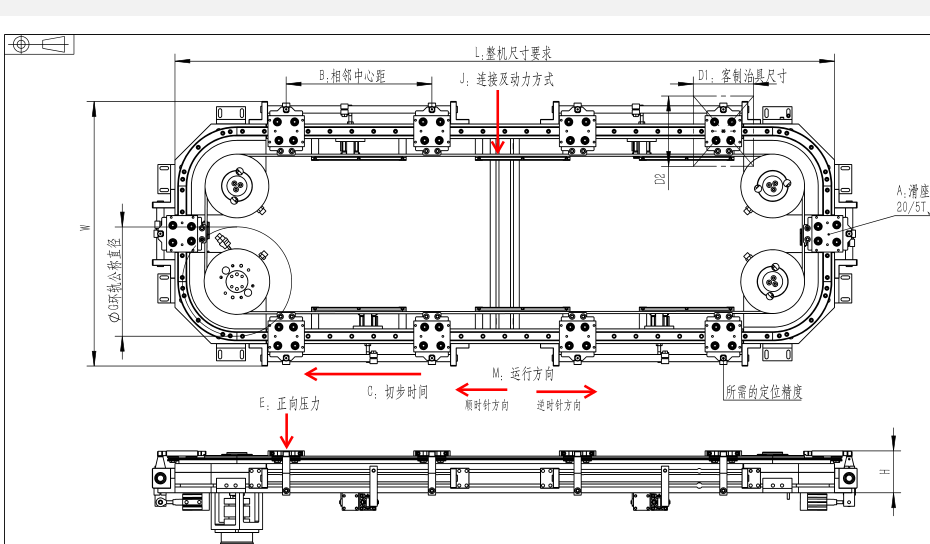 L:整机尺寸要求
B:相邻中心距
J: 连接及动力方式
D1: 客制治具尺寸
D2
A:滑座
20/5T、
W
ØG环轨公称直径
M: 运行方向
C: 切步时间
顺时针方向
逆时针方向
所需的定位精度
E: 正向压力
H